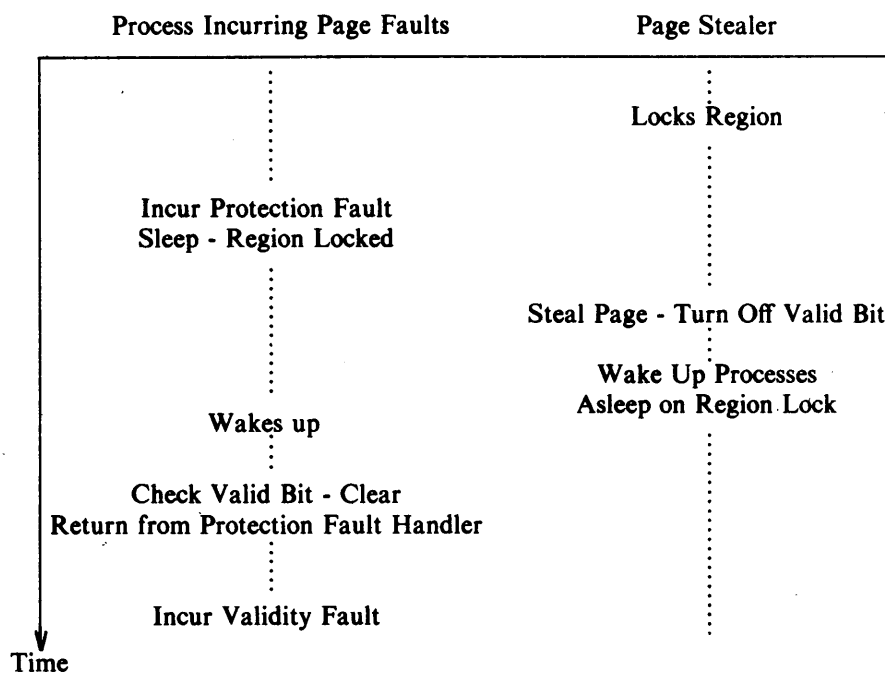 Process Incurring Page Faults
Page Stealer
Locks Region
Incur Protection Fault
Sleep - Region Locked
Steal Page - Turn Off Valid Bit
Wake Up Processes
Asleep on Region Lock
Wakes up
Check Valid Bit - Clear
Return from Protection Fault Handler
Incur Validity Fault
Time